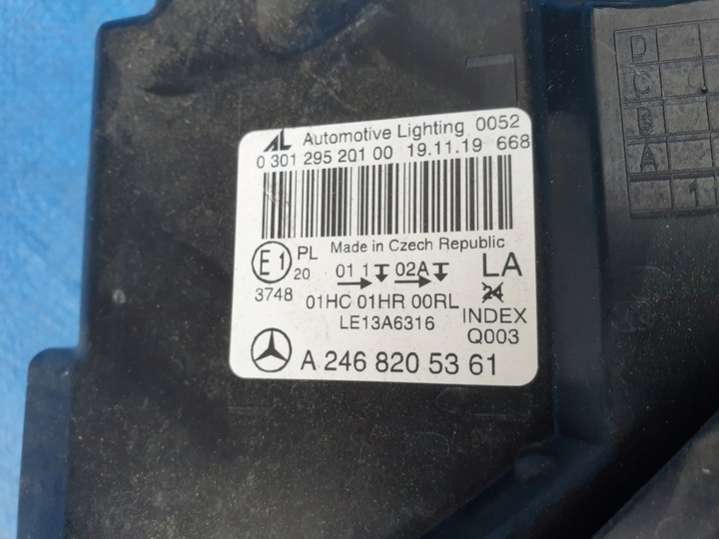 AL Automotive Lighting 0052
0 301 295 201 00 19.11.19 668
Made in Czech Republic
E1 PL 20 01 1 02A LA
3748 24
01HC 01HR 00RL INDEX
LE13A6316 Q003
A 246 820 53 61
D
C
B
A
1